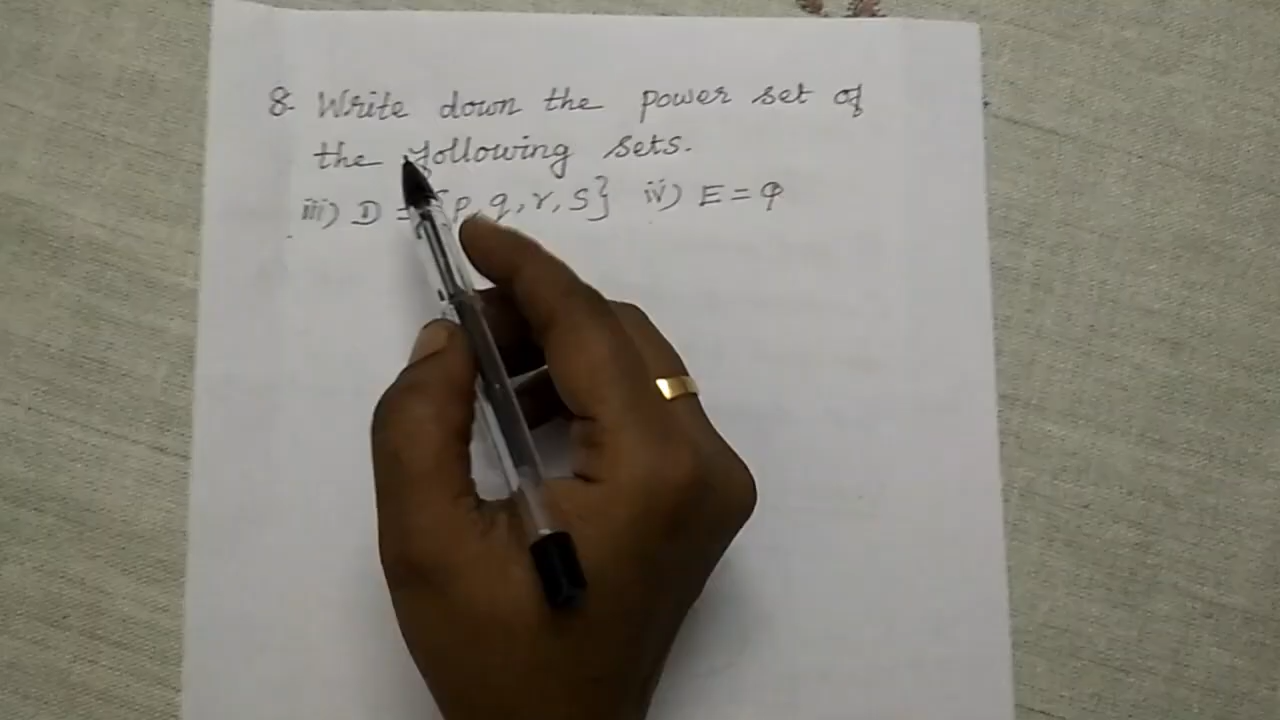 8. Write down the power set of
the following sets.
iii) D = {p, q, r, s} iv) E = φ